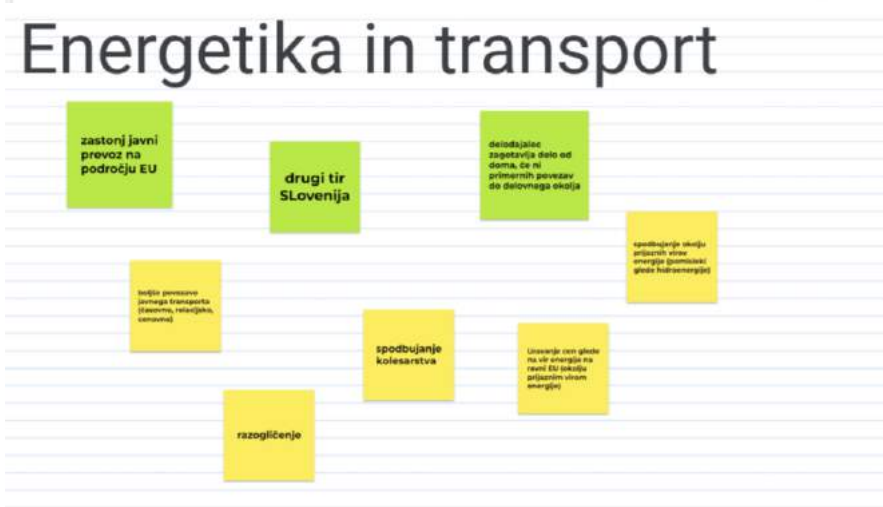 Energetika in transport
zastonj javni
prevoz na
področju EU
drugi tir
SLovenija
delodajalec
zagotavlja delo od
doma, če ni
primernih povezav
do delovnega okolja
spodbujanje okolju
prijaznih virov
energije (pomisleki
glede hidroenergije)
boljše povezave
javnega transporta
(časovno, relacijsko,
cenovno)
spodbujanje
kolesarstva
cen glede
na vir energije na
ravni EU (okolju
prijaznim virom
energije)
razogličenje